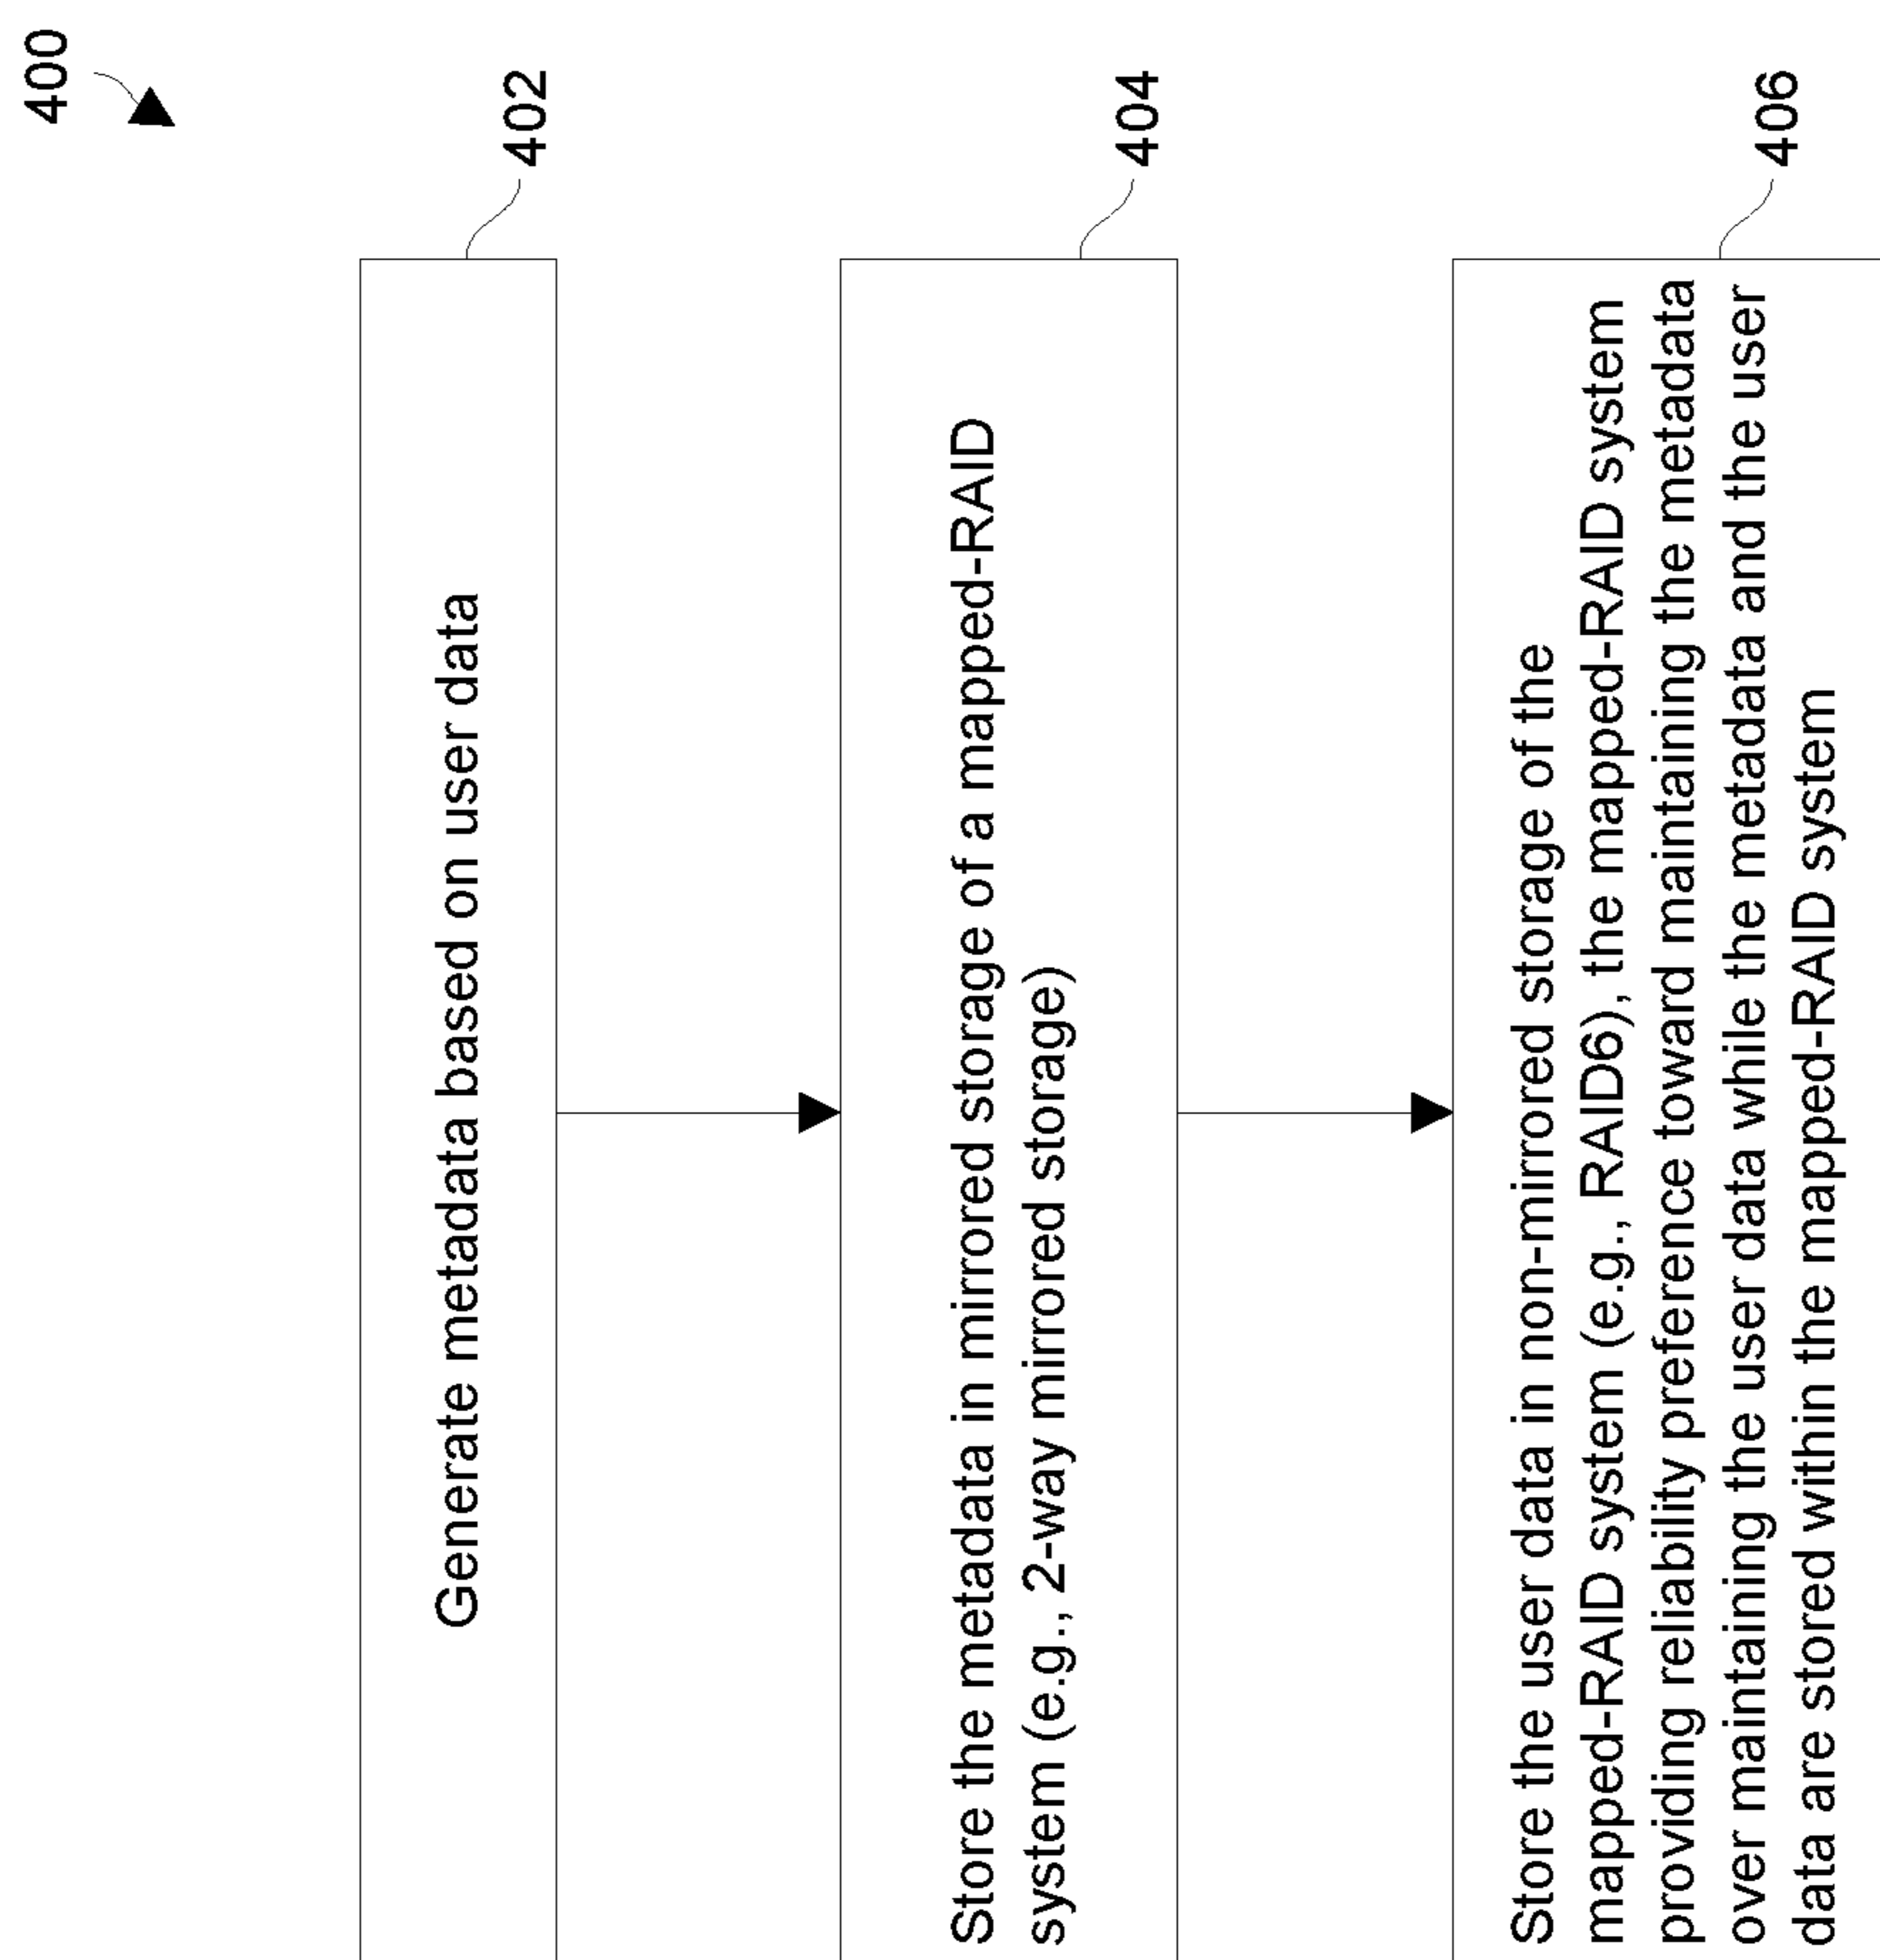 400
402
Generate metadata based on user data
404
Store the metadata in mirrored storage of a mapped-RAID
system (e.g., 2-way mirrored storage)
406
Store the user data in non-mirrored storage of the
mapped-RAID system (e.g., RAID6), the mapped-RAID system
providing reliability preference toward maintaining the metadata
over maintaining the user data while the metadata and the user
data are stored within the mapped-RAID system